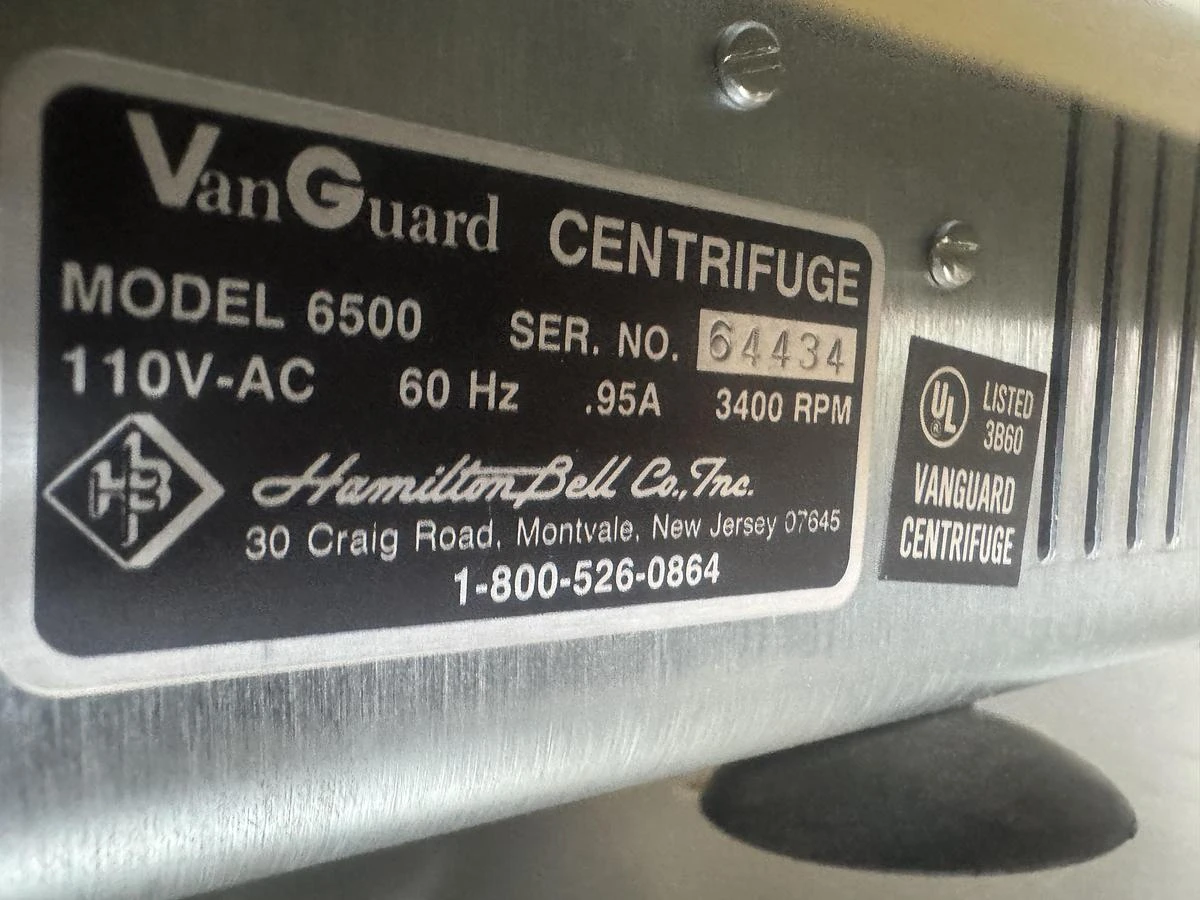 VanGuard CENTRIFUGE
MODEL 6500 SER. NO. 64434
110V-AC 60 Hz .95A 3400 RPM
HBJ
Hamilton Bell Co., Inc.
30 Craig Road, Montvale, New Jersey 07645
1-800-526-0864
UL LISTED
3B60
VANGUARD
CENTRIFUGE